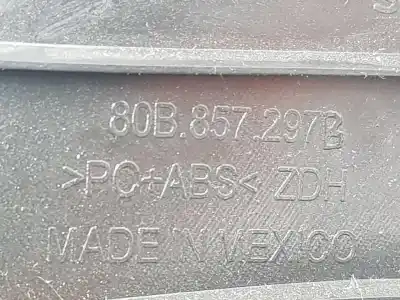 80B.857.297B
>PC+ABS< ZDH
MADE IN MEXICO